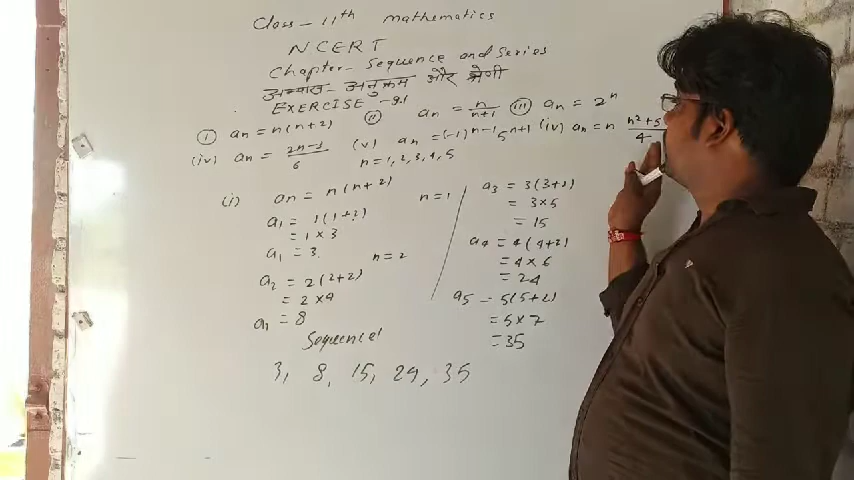 Class - 11th mathematics
NCERT
Chapter - Sequence and Series
अध्याय - अनुक्रम और श्रेणी
EXERCISE - 9.1
(i) an = n(n+2) (ii) an = n/n+1 (iii) an = 2^n
(iv) an = 2n-3/6 (v) an = (-1)^n-1 5^n+1 (iv) an = n n²+5/4
n = 1, 2, 3, 4, 5
(i) an = n(n+2) n = 1
a1 = 1(1+2)
= 1 × 3
a1 = 3
n = 2
a2 = 2(2+2)
= 2 × 4
= 8
a3 = 3(3+2)
= 3×5
= 15
a4 = 4(4+2)
= 4 × 6
= 24
a5 = 5(5+2)
= 5 × 7
= 35
Sequence
3, 8, 15, 24, 35